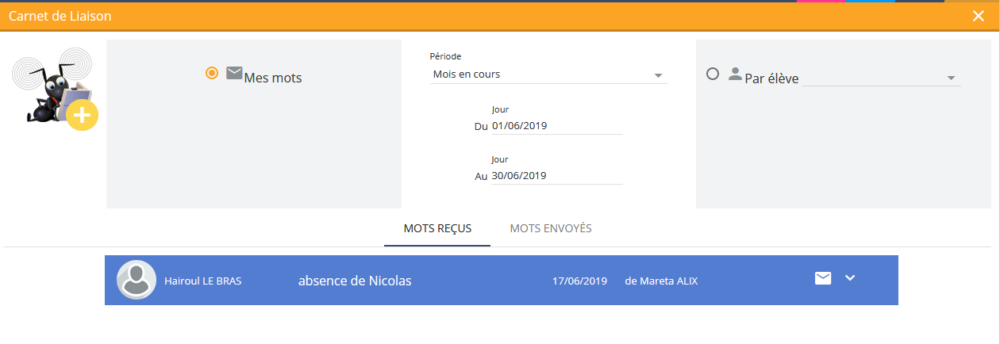 Carnet de Liaison
Mes mots
Période
Mois en cours
Jour
Du 01/06/2019
Jour
Au 30/06/2019
Par élève
MOTS REÇUS MOTS ENVOYÉS
Hairoul LE BRAS absence de Nicolas 17/06/2019 de Mareta ALIX